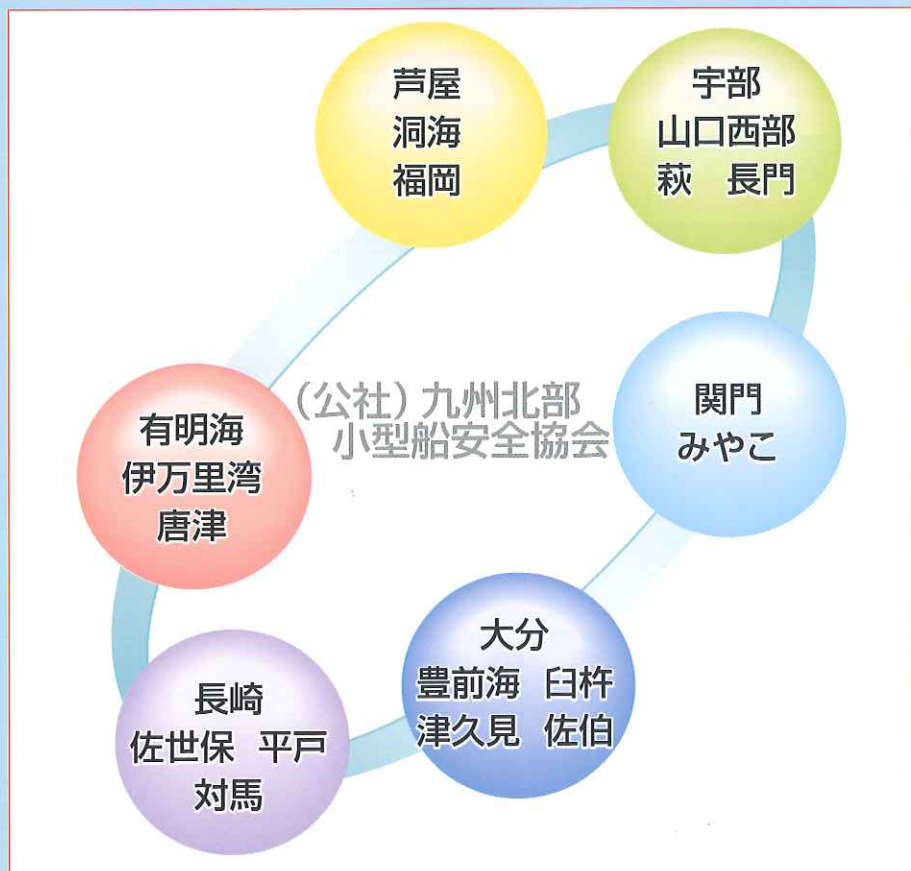 芦屋
洞海
福岡
宇部
山口西部
萩　長門
(公社)九州北部
小型船安全協会
関門
みやこ
有明海
伊万里湾
唐津
大分
豊前海　臼杵
津久見　佐伯
長崎
佐世保　平戸
対馬